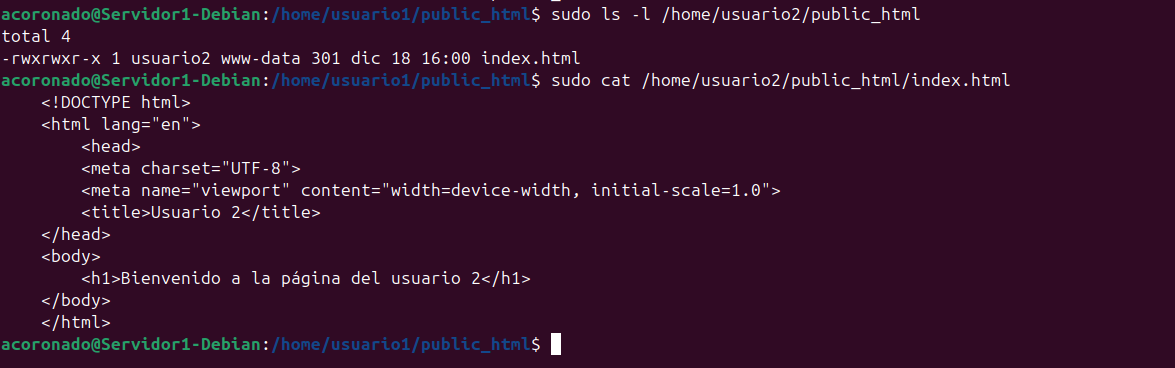 acoronado@Servidor1-Debian:/home/usuario1/public_html$ sudo ls -l /home/usuario2/public_html
total 4
-rwxrwxr-x 1 usuario2 www-data 301 dic 18 16:00 index.html
acoronado@Servidor1-Debian:/home/usuario1/public_html$ sudo cat /home/usuario2/public_html/index.html
    <!DOCTYPE html>
    <html lang="en">
        <head>
        <meta charset="UTF-8">
        <meta name="viewport" content="width=device-width, initial-scale=1.0">
        <title>Usuario 2</title>
    </head>
    <body>
        <h1>Bienvenido a la página del usuario 2</h1>
    </body>
    </html>
acoronado@Servidor1-Debian:/home/usuario1/public_html$